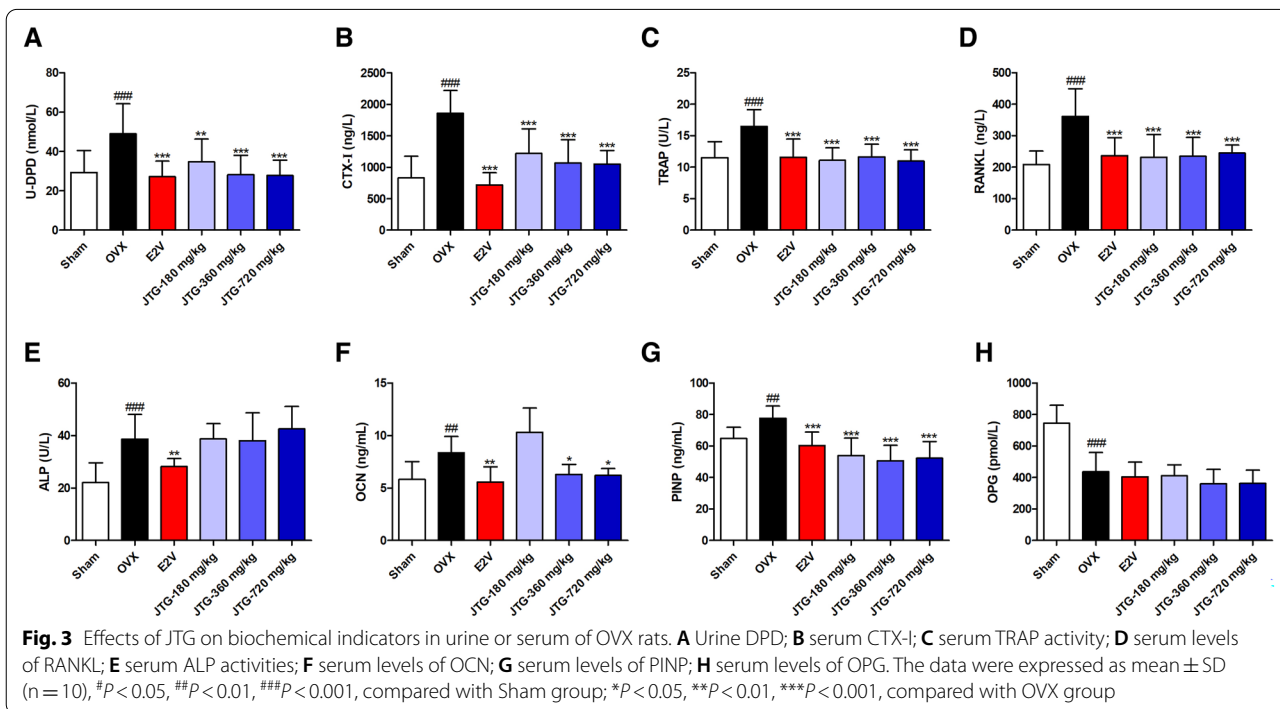 A
U-DPD (nmol/L)
80
60
40
20
0
###
**
***
***
***
Sham
OVX
E2V
JTG-180 mg/kg
JTG-360 mg/kg
JTG-720 mg/kg
B
CTX-I (ng/L)
2500
2000
1500
1000
500
0
###
***
***
***
***
Sham
OVX
E2V
JTG-180 mg/kg
JTG-360 mg/kg
JTG-720 mg/kg
C
TRAP (U/L)
25
20
15
10
5
0
###
***
***
***
***
Sham
OVX
E2V
JTG-180 mg/kg
JTG-360 mg/kg
JTG-720 mg/kg
D
RANKL (ng/L)
500
400
300
200
100
0
###
***
***
***
***
Sham
OVX
E2V
JTG-180 mg/kg
JTG-360 mg/kg
JTG-720 mg/kg
E
ALP (U/L)
60
40
20
0
###
**
Sham
OVX
E2V
JTG-180 mg/kg
JTG-360 mg/kg
JTG-720 mg/kg
F
OCN (ng/mL)
15
10
5
0
##
**
*
*
Sham
OVX
E2V
JTG-180 mg/kg
JTG-360 mg/kg
JTG-720 mg/kg
G
PINP (ng/mL)
100
80
60
40
20
0
##
***
***
***
***
Sham
OVX
E2V
JTG-180 mg/kg
JTG-360 mg/kg
JTG-720 mg/kg
H
OPG (pmol/L)
1000
800
600
400
200
0
###
Sham
OVX
E2V
JTG-180 mg/kg
JTG-360 mg/kg
JTG-720 mg/kg
Fig. 3 Effects of JTG on biochemical indicators in urine or serum of OVX rats. A Urine DPD; B serum CTX-I; C serum TRAP activity; D serum levels
of RANKL; E serum ALP activities; F serum levels of OCN; G serum levels of PINP; H serum levels of OPG. The data were expressed as mean ± SD
(n = 10), #P < 0.05, ##P < 0.01, ###P < 0.001, compared with Sham group; *P < 0.05, **P < 0.01, ***P < 0.001, compared with OVX group